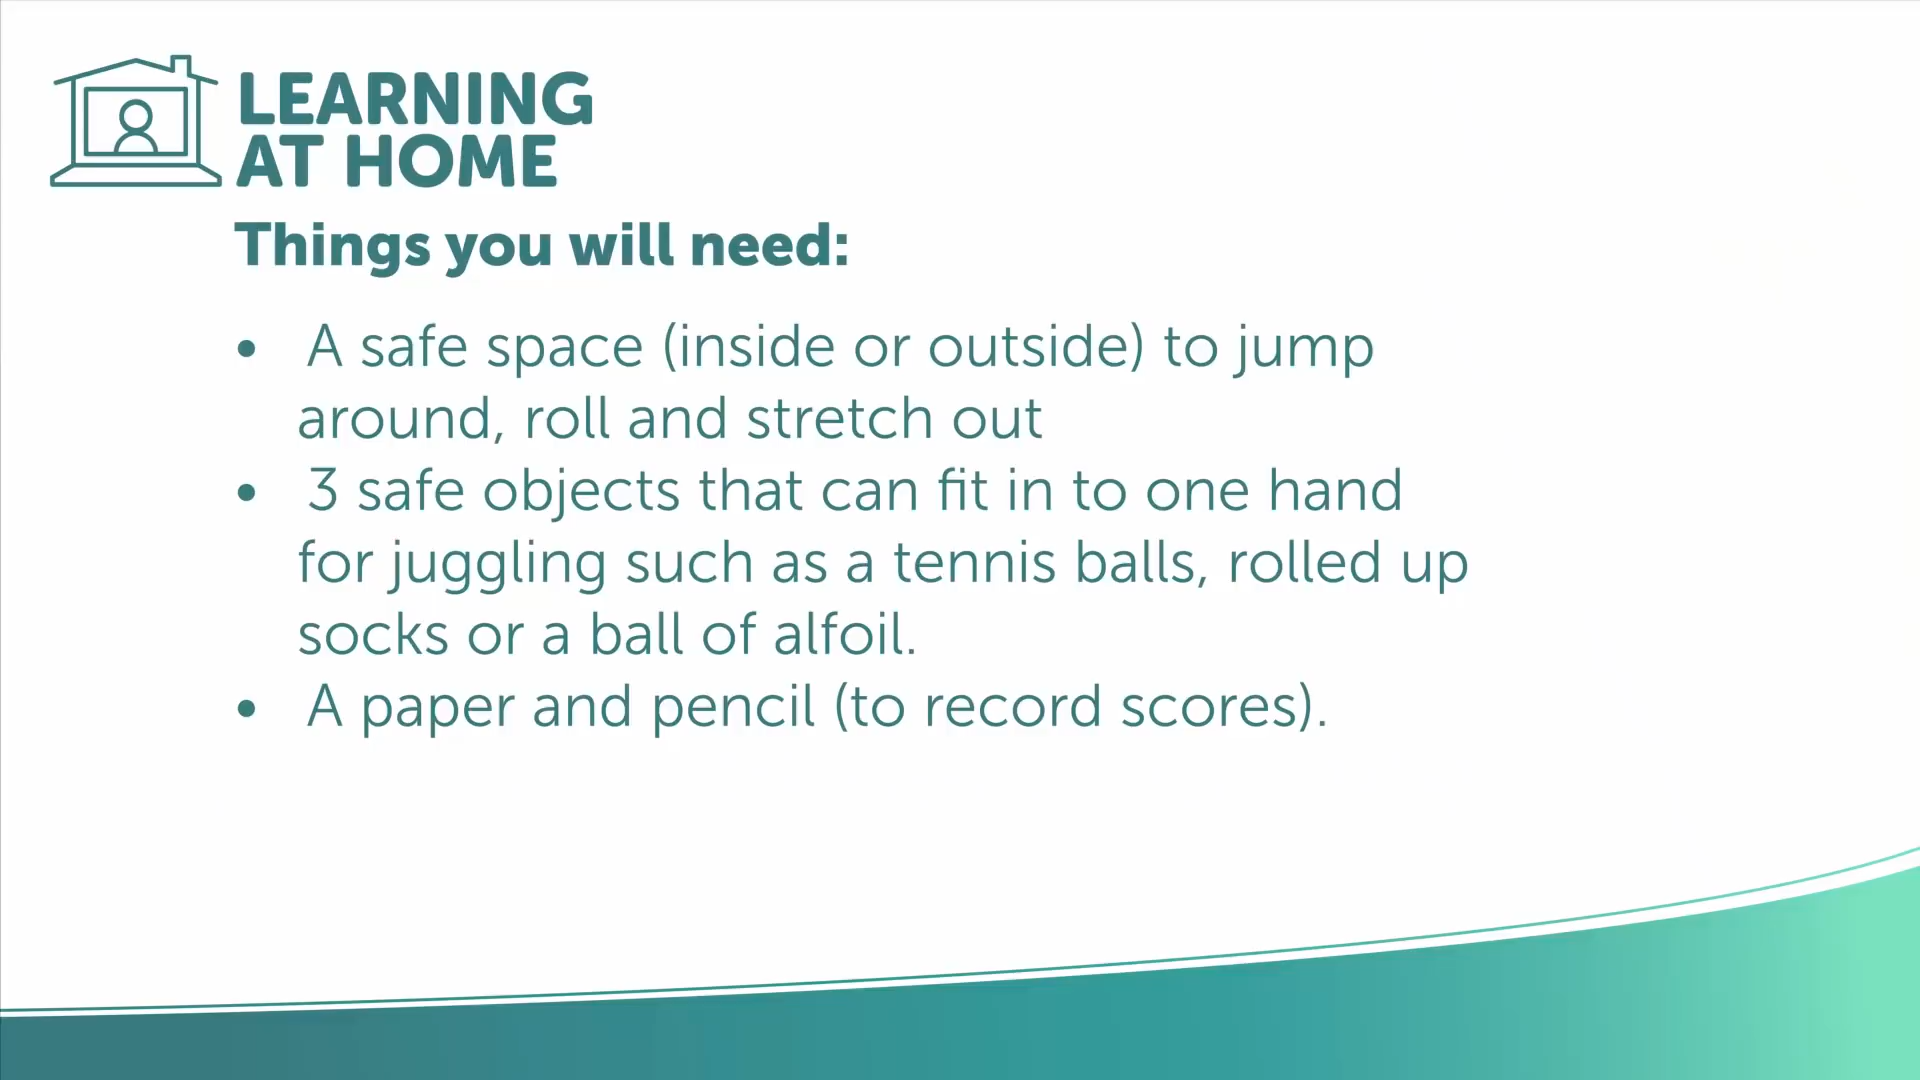 LEARNING
AT HOME
Things you will need:
• A safe space (inside or outside) to jump
around, roll and stretch out
• 3 safe objects that can fit in to one hand
for juggling such as a tennis balls, rolled up
socks or a ball of alfoil.
• A paper and pencil (to record scores).